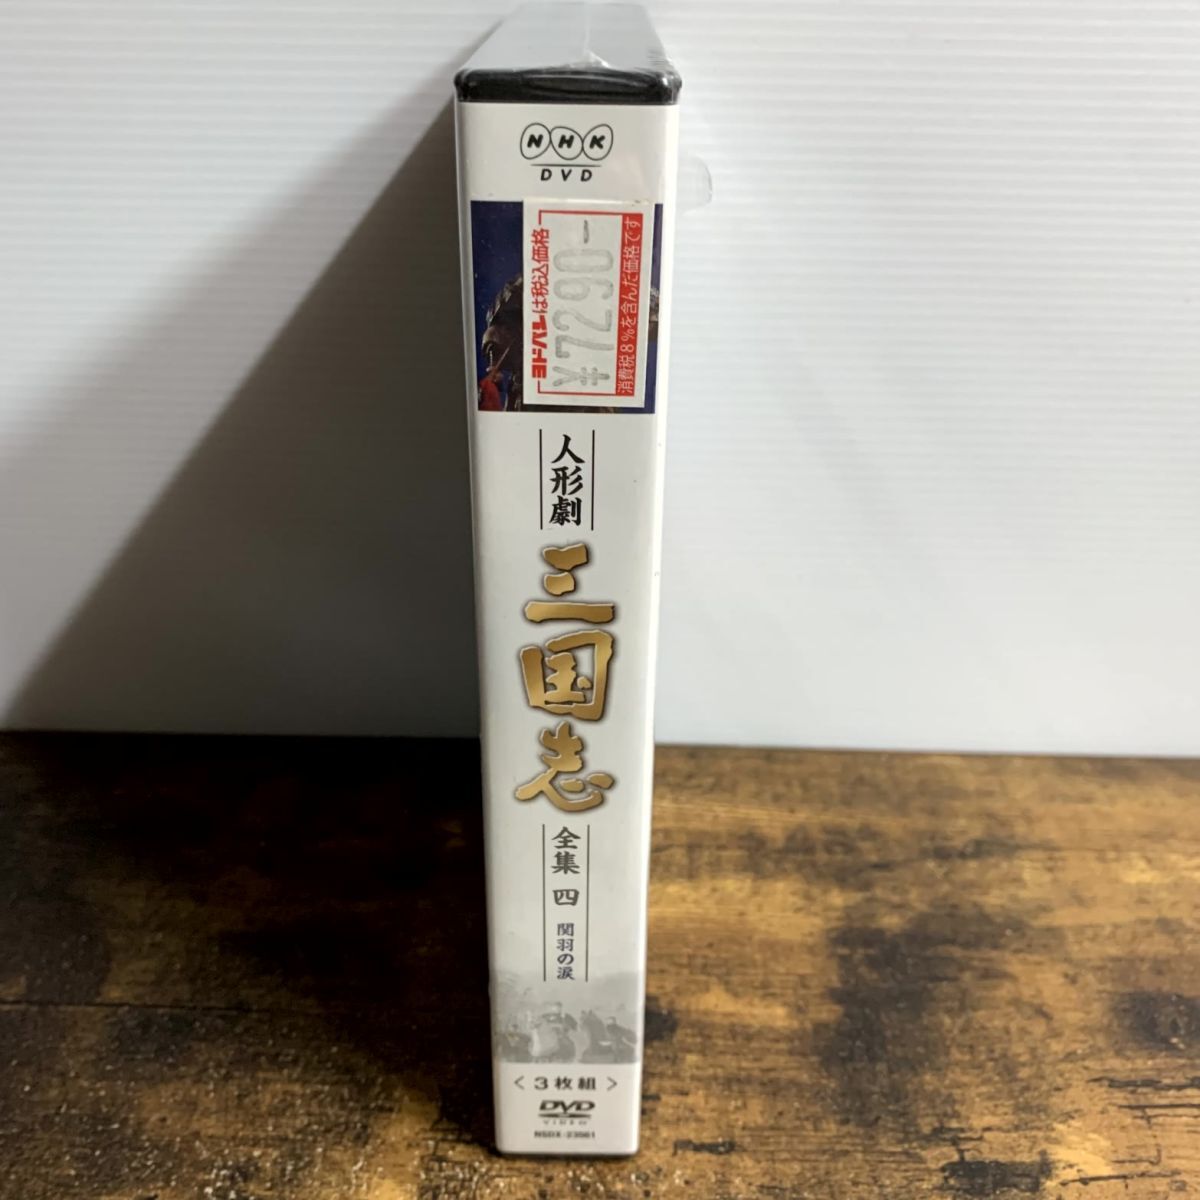 NHK
DVD
ヨドバシは税込価格
¥7290-
消費税8%を含んだ価格です
人形劇
三国志
全集 四
関羽の涙
〈3枚組〉
DVD
VIDEO
NSDX-23561